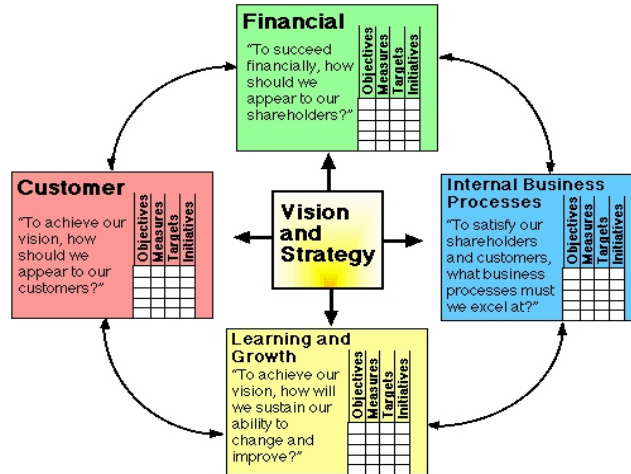 Financial
“To succeed
financially, how
should we
appear to our
shareholders?”
Objectives
Measures
Targets
Initiatives
Customer
“To achieve our
vision, how
should we
appear to our
customers?”
Objectives
Measures
Targets
Initiatives
Vision
and
Strategy
Internal Business
Processes
“To satisfy our
shareholders
and customers,
what business
processes must
we excel at?”
Objectives
Measures
Targets
Initiatives
Learning and
Growth
“To achieve our
vision, how will
we sustain our
ability to
change and
improve?”
Objectives
Measures
Targets
Initiatives